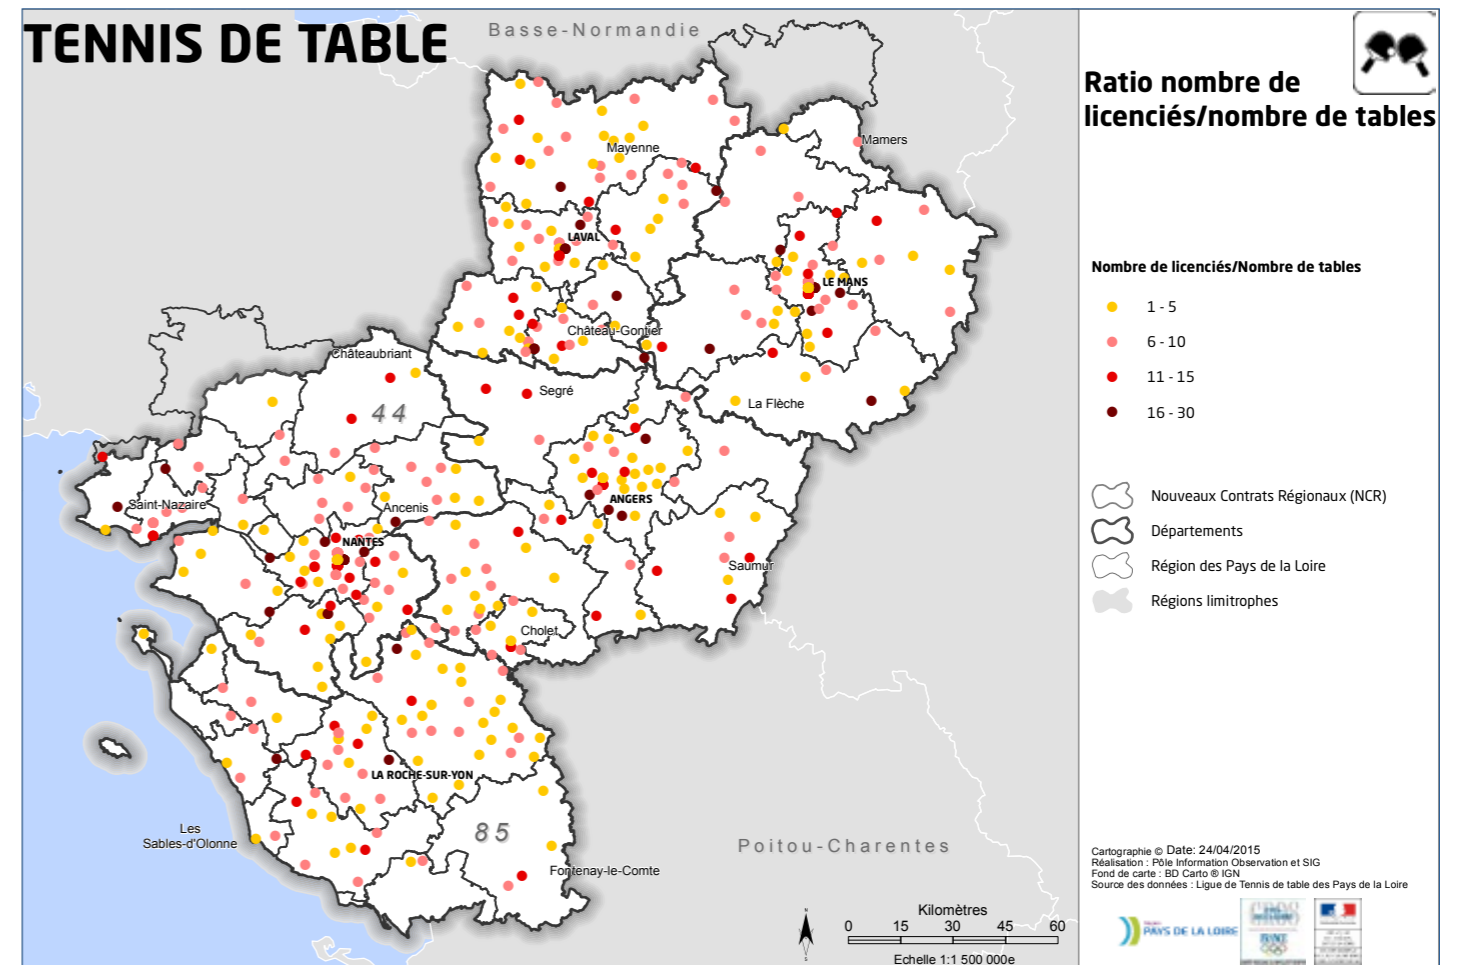 TENNIS DE TABLE
Basse-Normandie
Ratio nombre de
licenciés/nombre de tables
Mamers
Mayenne
LAVAL
LE MANS
Nombre de licenciés/Nombre de tables
1 - 5
6 - 10
11 - 15
16 - 30
Château-Gontier
Châteaubriant
Segré
La Flèche
44
Saint-Nazaire
Ancenis
ANGERS
NANTES
Saumur
Cholet
Nouveaux Contrats Régionaux (NCR)
Départements
Région des Pays de la Loire
Régions limitrophes
LA ROCHE-SUR-YON
Les
Sables-d'Olonne
85
Poitou-Charentes
Fontenay-le-Comte
Cartographie © Date: 24/04/2015
Réalisation : Pôle Information Observation et SIG
Fond de carte : BD Carto ® IGN
Source des données : Ligue de Tennis de table des Pays de la Loire
N
S
Kilomètres
0 15 30 45 60
Echelle 1:1 500 000e
PAYS DE LA LOIRE